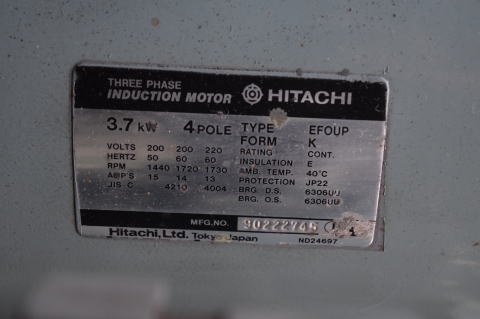 THREE PHASE
INDUCTION MOTOR HITACHI
3.7 kW 4 POLE
VOLTS 200 200 220
HERTZ 50 60 60
RPM 1440 1720 1730
AMP'S 15 14 13
JIS C 4210 4004
TYPE EFOUP
FORM K
RATING CONT.
INSULATION E
AMB. TEMP. 40°C
PROTECTION JP22
BRG. D.S. 6306UU
BRG. O.S. 6306UU
MFG.NO. 90222745
Hitachi, Ltd. Tokyo Japan
ND24697